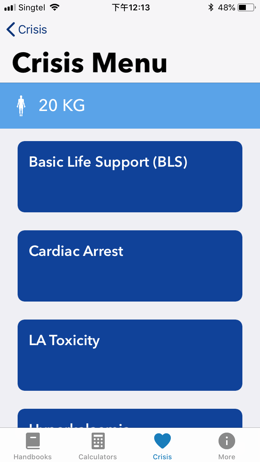 Singtel 下午12:13 48%
Crisis
Crisis Menu
20 KG
Basic Life Support (BLS)
Cardiac Arrest
LA Toxicity
Handbooks Calculators Crisis More